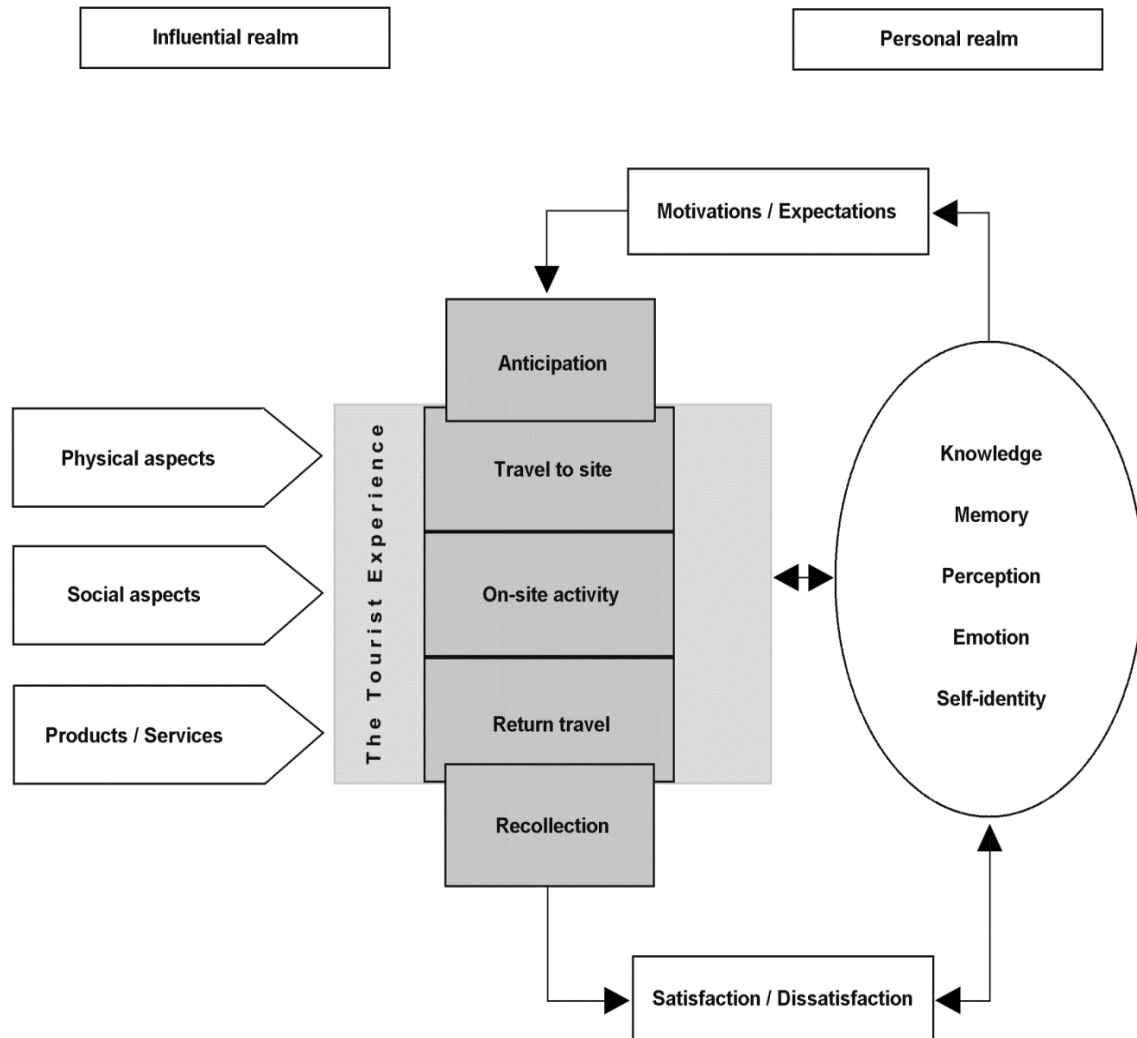 Influential realm
Personal realm
Motivations / Expectations
Anticipation
Physical aspects
Social aspects
Products / Services
The Tourist Experience
Travel to site
On-site activity
Return travel
Recollection
Knowledge
Memory
Perception
Emotion
Self-identity
Satisfaction / Dissatisfaction